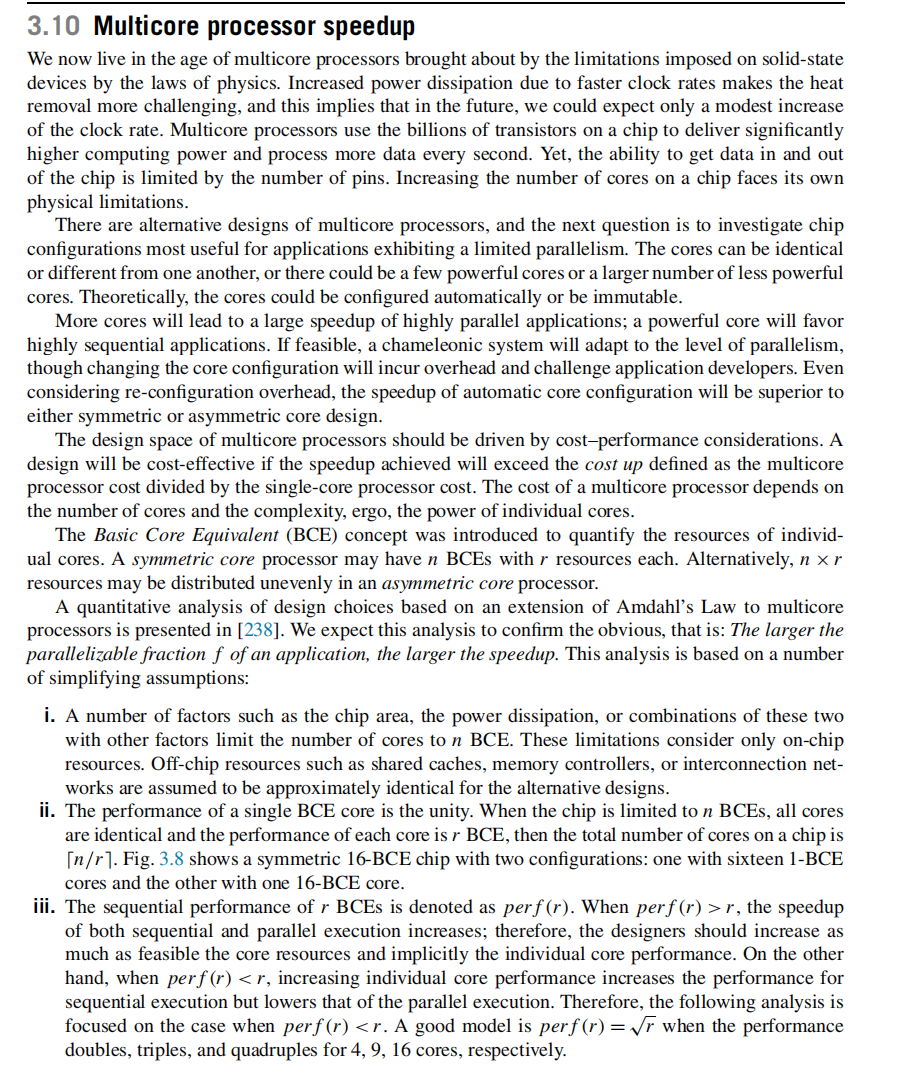 3.10 Multicore processor speedup
We now live in the age of multicore processors brought about by the limitations imposed on solid-state
devices by the laws of physics. Increased power dissipation due to faster clock rates makes the heat
removal more challenging, and this implies that in the future, we could expect only a modest increase
of the clock rate. Multicore processors use the billions of transistors on a chip to deliver significantly
higher computing power and process more data every second. Yet, the ability to get data in and out
of the chip is limited by the number of pins. Increasing the number of cores on a chip faces its own
physical limitations.
There are alternative designs of multicore processors, and the next question is to investigate chip
configurations most useful for applications exhibiting a limited parallelism. The cores can be identical
or different from one another, or there could be a few powerful cores or a larger number of less powerful
cores. Theoretically, the cores could be configured automatically or be immutable.
More cores will lead to a large speedup of highly parallel applications; a powerful core will favor
highly sequential applications. If feasible, a chameleonic system will adapt to the level of parallelism,
though changing the core configuration will incur overhead and challenge application developers. Even
considering re-configuration overhead, the speedup of automatic core configuration will be superior to
either symmetric or asymmetric core design.
The design space of multicore processors should be driven by cost–performance considerations. A
design will be cost-effective if the speedup achieved will exceed the cost up defined as the multicore
processor cost divided by the single-core processor cost. The cost of a multicore processor depends on
the number of cores and the complexity, ergo, the power of individual cores.
The Basic Core Equivalent (BCE) concept was introduced to quantify the resources of individ-
ual cores. A symmetric core processor may have n BCEs with r resources each. Alternatively, n × r
resources may be distributed unevenly in an asymmetric core processor.
A quantitative analysis of design choices based on an extension of Amdahl's Law to multicore
processors is presented in [238]. We expect this analysis to confirm the obvious, that is: The larger the
parallelizable fraction f of an application, the larger the speedup. This analysis is based on a number
of simplifying assumptions:
i. A number of factors such as the chip area, the power dissipation, or combinations of these two
with other factors limit the number of cores to n BCE. These limitations consider only on-chip
resources. Off-chip resources such as shared caches, memory controllers, or interconnection net-
works are assumed to be approximately identical for the alternative designs.
ii. The performance of a single BCE core is the unity. When the chip is limited to n BCEs, all cores
are identical and the performance of each core is r BCE, then the total number of cores on a chip is
⌈n/r⌉. Fig. 3.8 shows a symmetric 16-BCE chip with two configurations: one with sixteen 1-BCE
cores and the other with one 16-BCE core.
iii. The sequential performance of r BCEs is denoted as perf(r). When perf(r) > r, the speedup
of both sequential and parallel execution increases; therefore, the designers should increase as
much as feasible the core resources and implicitly the individual core performance. On the other
hand, when perf(r) < r, increasing individual core performance increases the performance for
sequential execution but lowers that of the parallel execution. Therefore, the following analysis is
focused on the case when perf(r) < r. A good model is perf(r) = √r when the performance
doubles, triples, and quadruples for 4, 9, 16 cores, respectively.